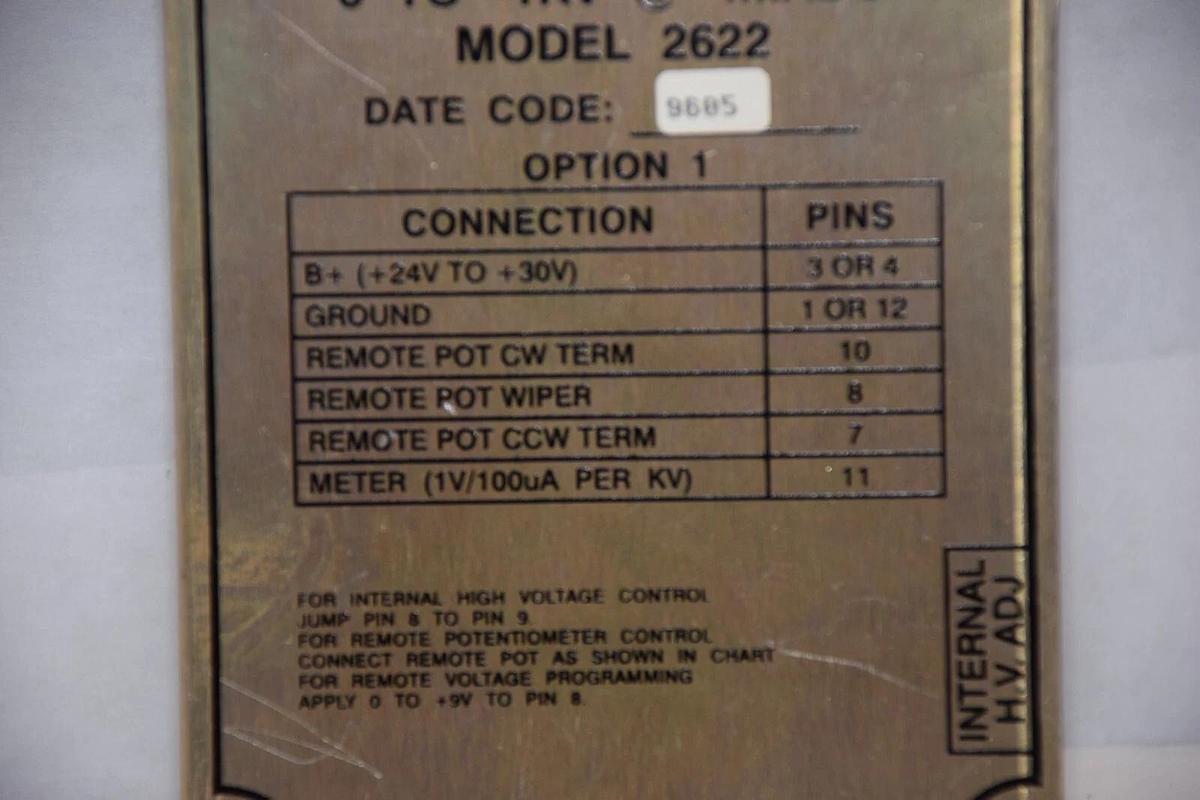 MODEL 2622
DATE CODE: 9605
OPTION 1
CONNECTION PINS
B+ (+24V TO +30V) 3 OR 4
GROUND 1 OR 12
REMOTE POT CW TERM 10
REMOTE POT WIPER 8
REMOTE POT CCW TERM 7
METER (1V/100uA PER KV) 11
FOR INTERNAL HIGH VOLTAGE CONTROL
JUMP PIN 8 TO PIN 9.
FOR REMOTE POTENTIOMETER CONTROL
CONNECT REMOTE POT AS SHOWN IN CHART
FOR REMOTE VOLTAGE PROGRAMMING
APPLY 0 TO +9V TO PIN 8.
INTERNAL
H.V. ADJ